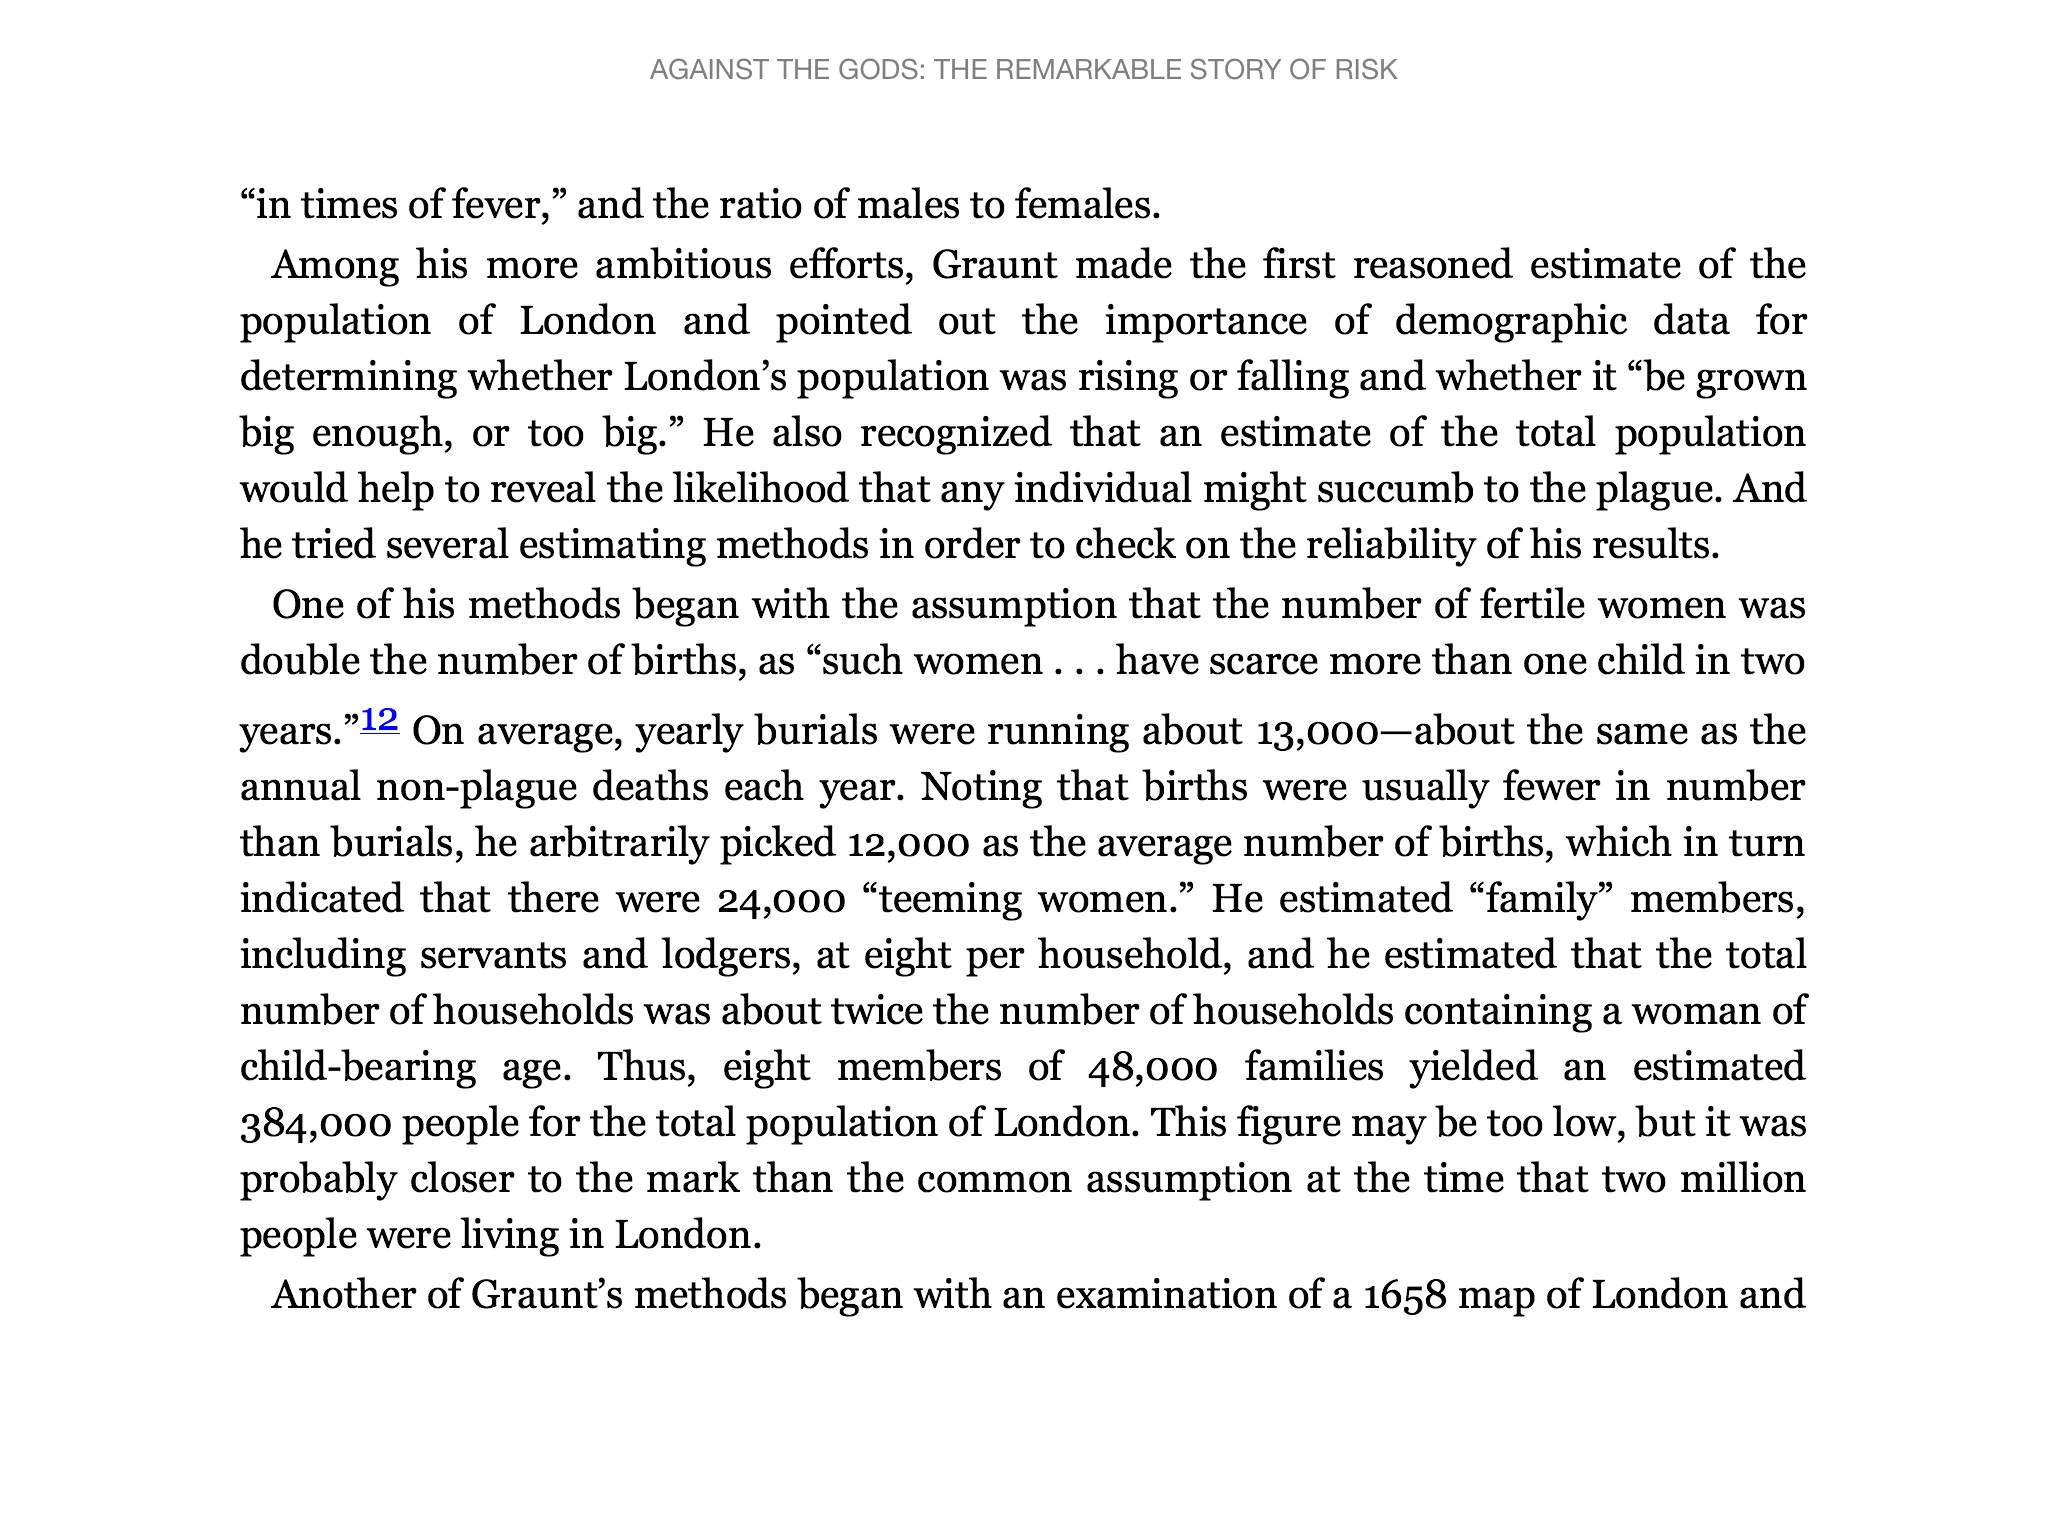 AGAINST THE GODS: THE REMARKABLE STORY OF RISK
“in times of fever,” and the ratio of males to females.
Among his more ambitious efforts, Graunt made the first reasoned estimate of the
population of London and pointed out the importance of demographic data for
determining whether London’s population was rising or falling and whether it “be grown
big enough, or too big.” He also recognized that an estimate of the total population
would help to reveal the likelihood that any individual might succumb to the plague. And
he tried several estimating methods in order to check on the reliability of his results.
One of his methods began with the assumption that the number of fertile women was
double the number of births, as “such women . . . have scarce more than one child in two
years.”12 On average, yearly burials were running about 13,000—about the same as the
annual non-plague deaths each year. Noting that births were usually fewer in number
than burials, he arbitrarily picked 12,000 as the average number of births, which in turn
indicated that there were 24,000 “teeming women.” He estimated “family” members,
including servants and lodgers, at eight per household, and he estimated that the total
number of households was about twice the number of households containing a woman of
child-bearing age. Thus, eight members of 48,000 families yielded an estimated
384,000 people for the total population of London. This figure may be too low, but it was
probably closer to the mark than the common assumption at the time that two million
people were living in London.
Another of Graunt’s methods began with an examination of a 1658 map of London and